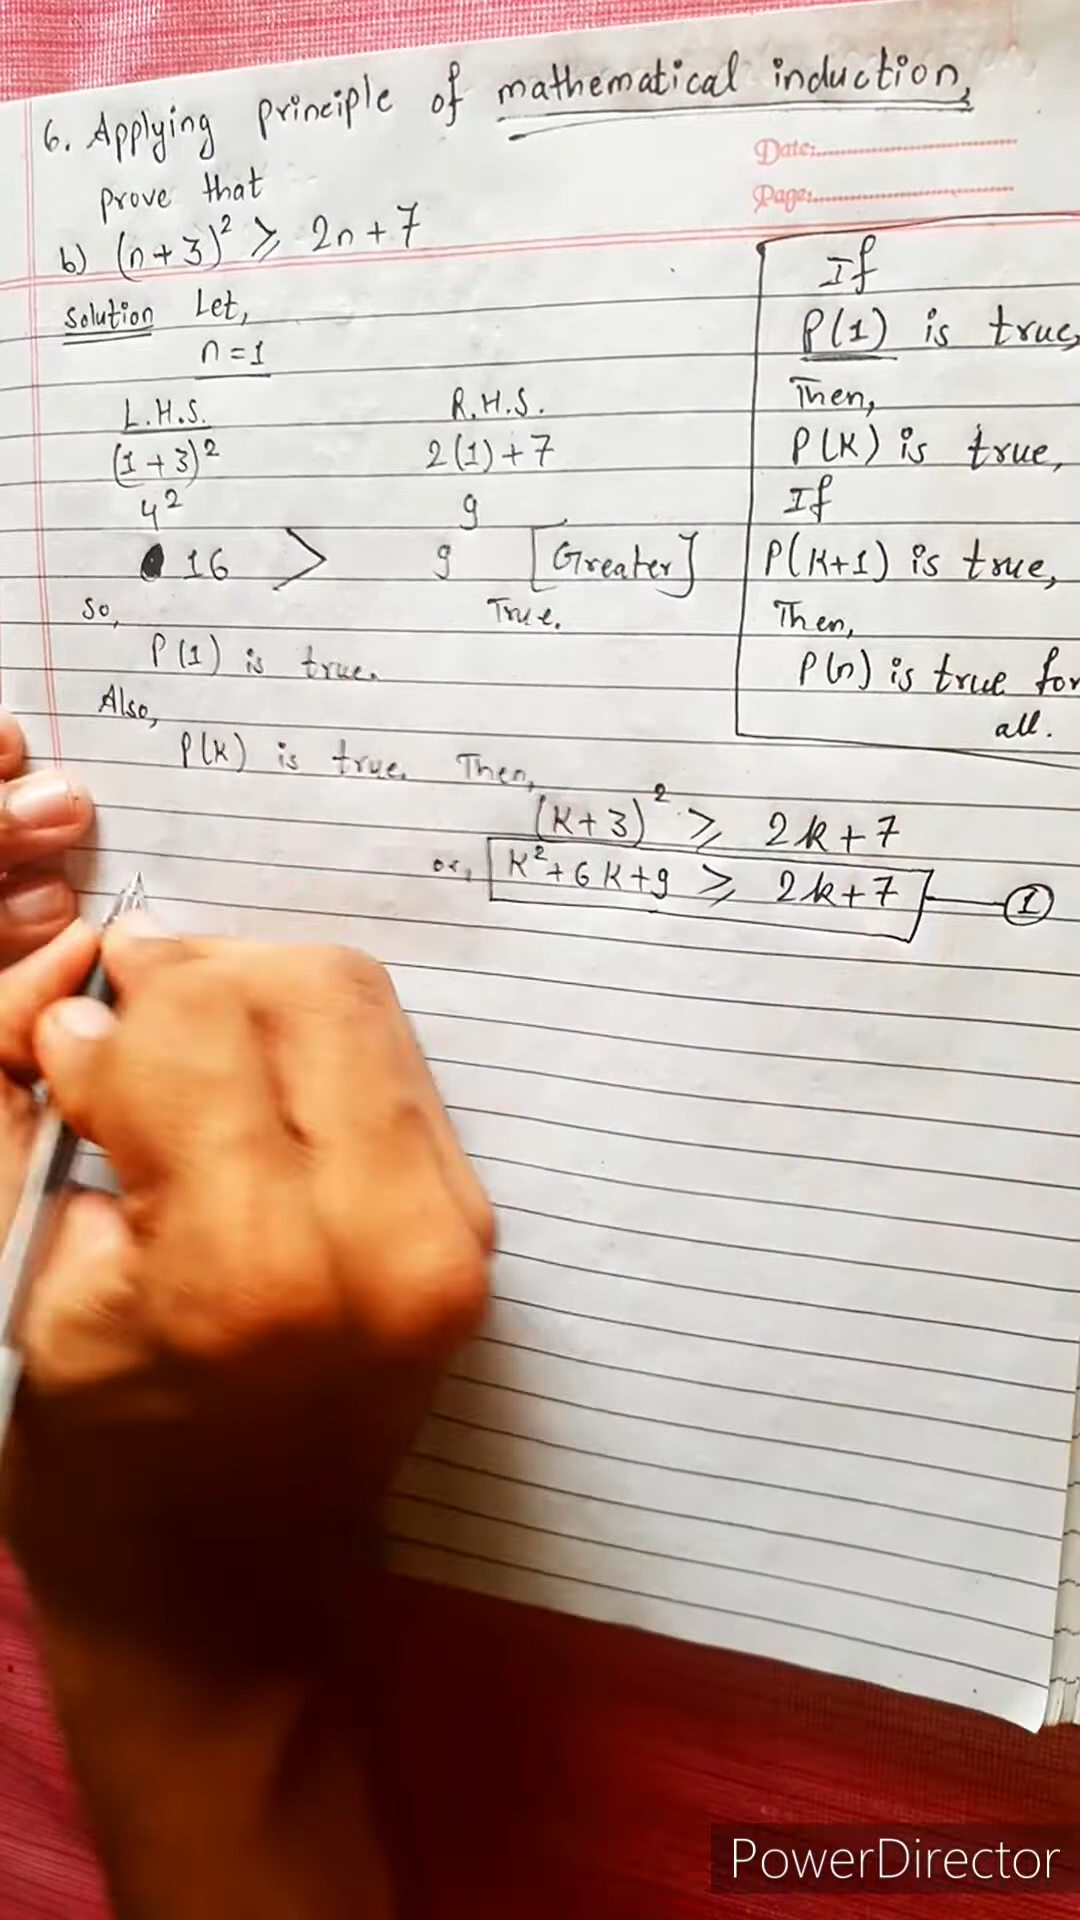 6. Applying principle of mathematical induction,
prove that
b) (n+3)² ≥ 2n+7
Date:
Page:
Solution Let,
n=1
L.H.S. R.H.S.
(1+3)² 2(1)+7
4² 9
16 > 9 [Greater]
True.
So,
P(1) is true.
Also,
P(K) is true. Then,
(K+3)² ≥ 2k+7
or, K²+6K+9 ≥ 2k+7 — ①
If
P(1) is true,
Then,
P(K) is true,
If
P(K+1) is true,
Then,
P(n) is true for
all.
PowerDirector